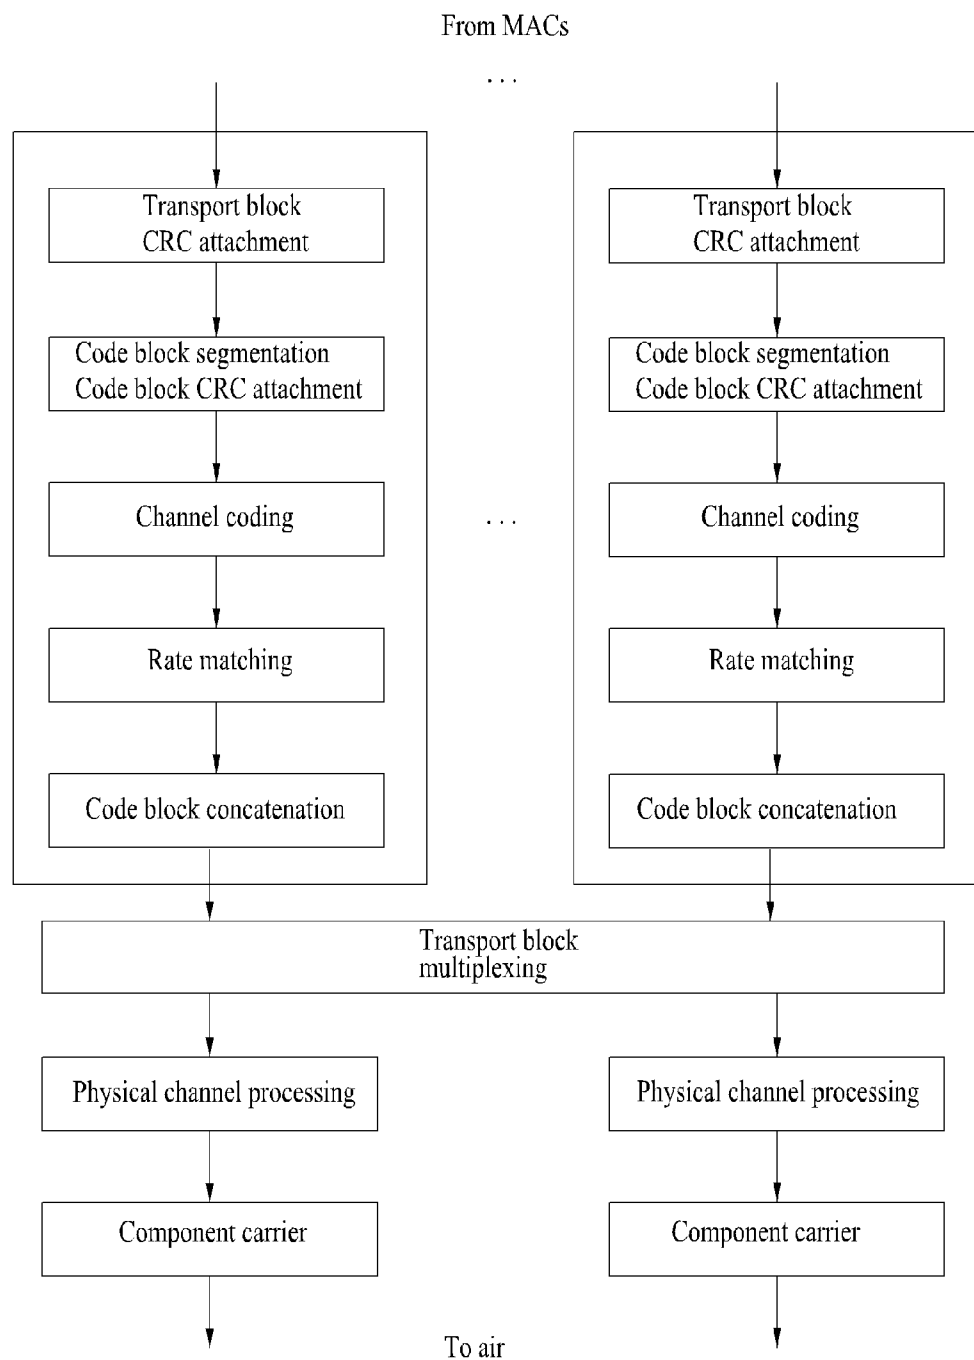 From MACs
. . .
Transport block
CRC attachment
Transport block
CRC attachment
Code block segmentation
Code block CRC attachment
Code block segmentation
Code block CRC attachment
Channel coding
. . .
Channel coding
Rate matching
Rate matching
Code block concatenation
Code block concatenation
Transport block
multiplexing
Physical channel processing
Physical channel processing
Component carrier
Component carrier
To air